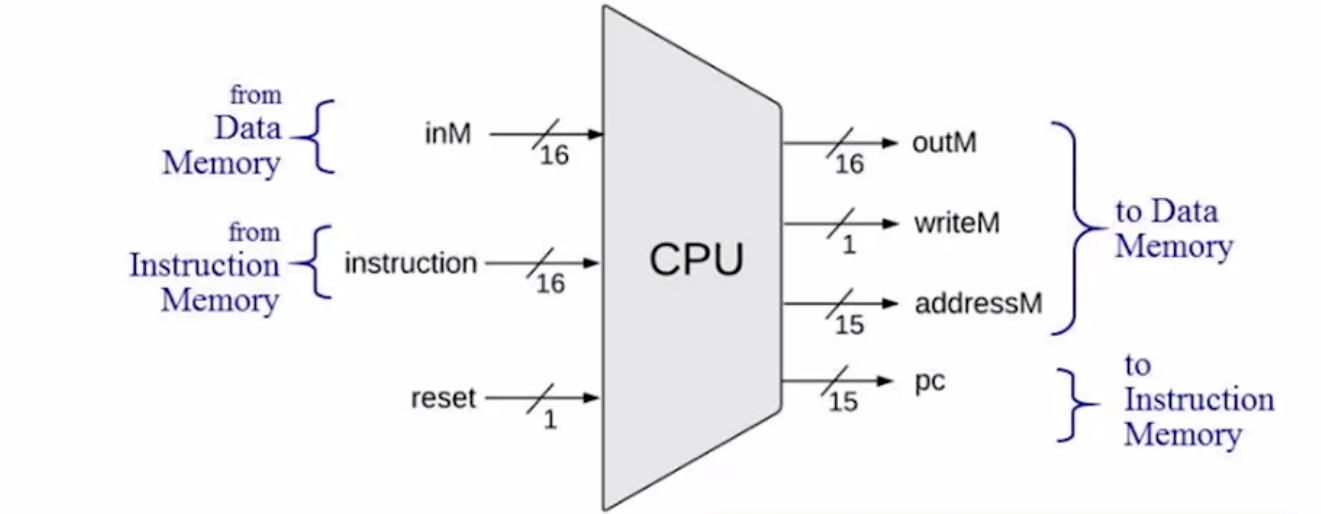 from
Data
Memory
inM
16
from
Instruction
Memory
instruction
16
reset
1
CPU
outM
16
writeM
1
addressM
15
pc
15
to Data
Memory
to
Instruction
Memory